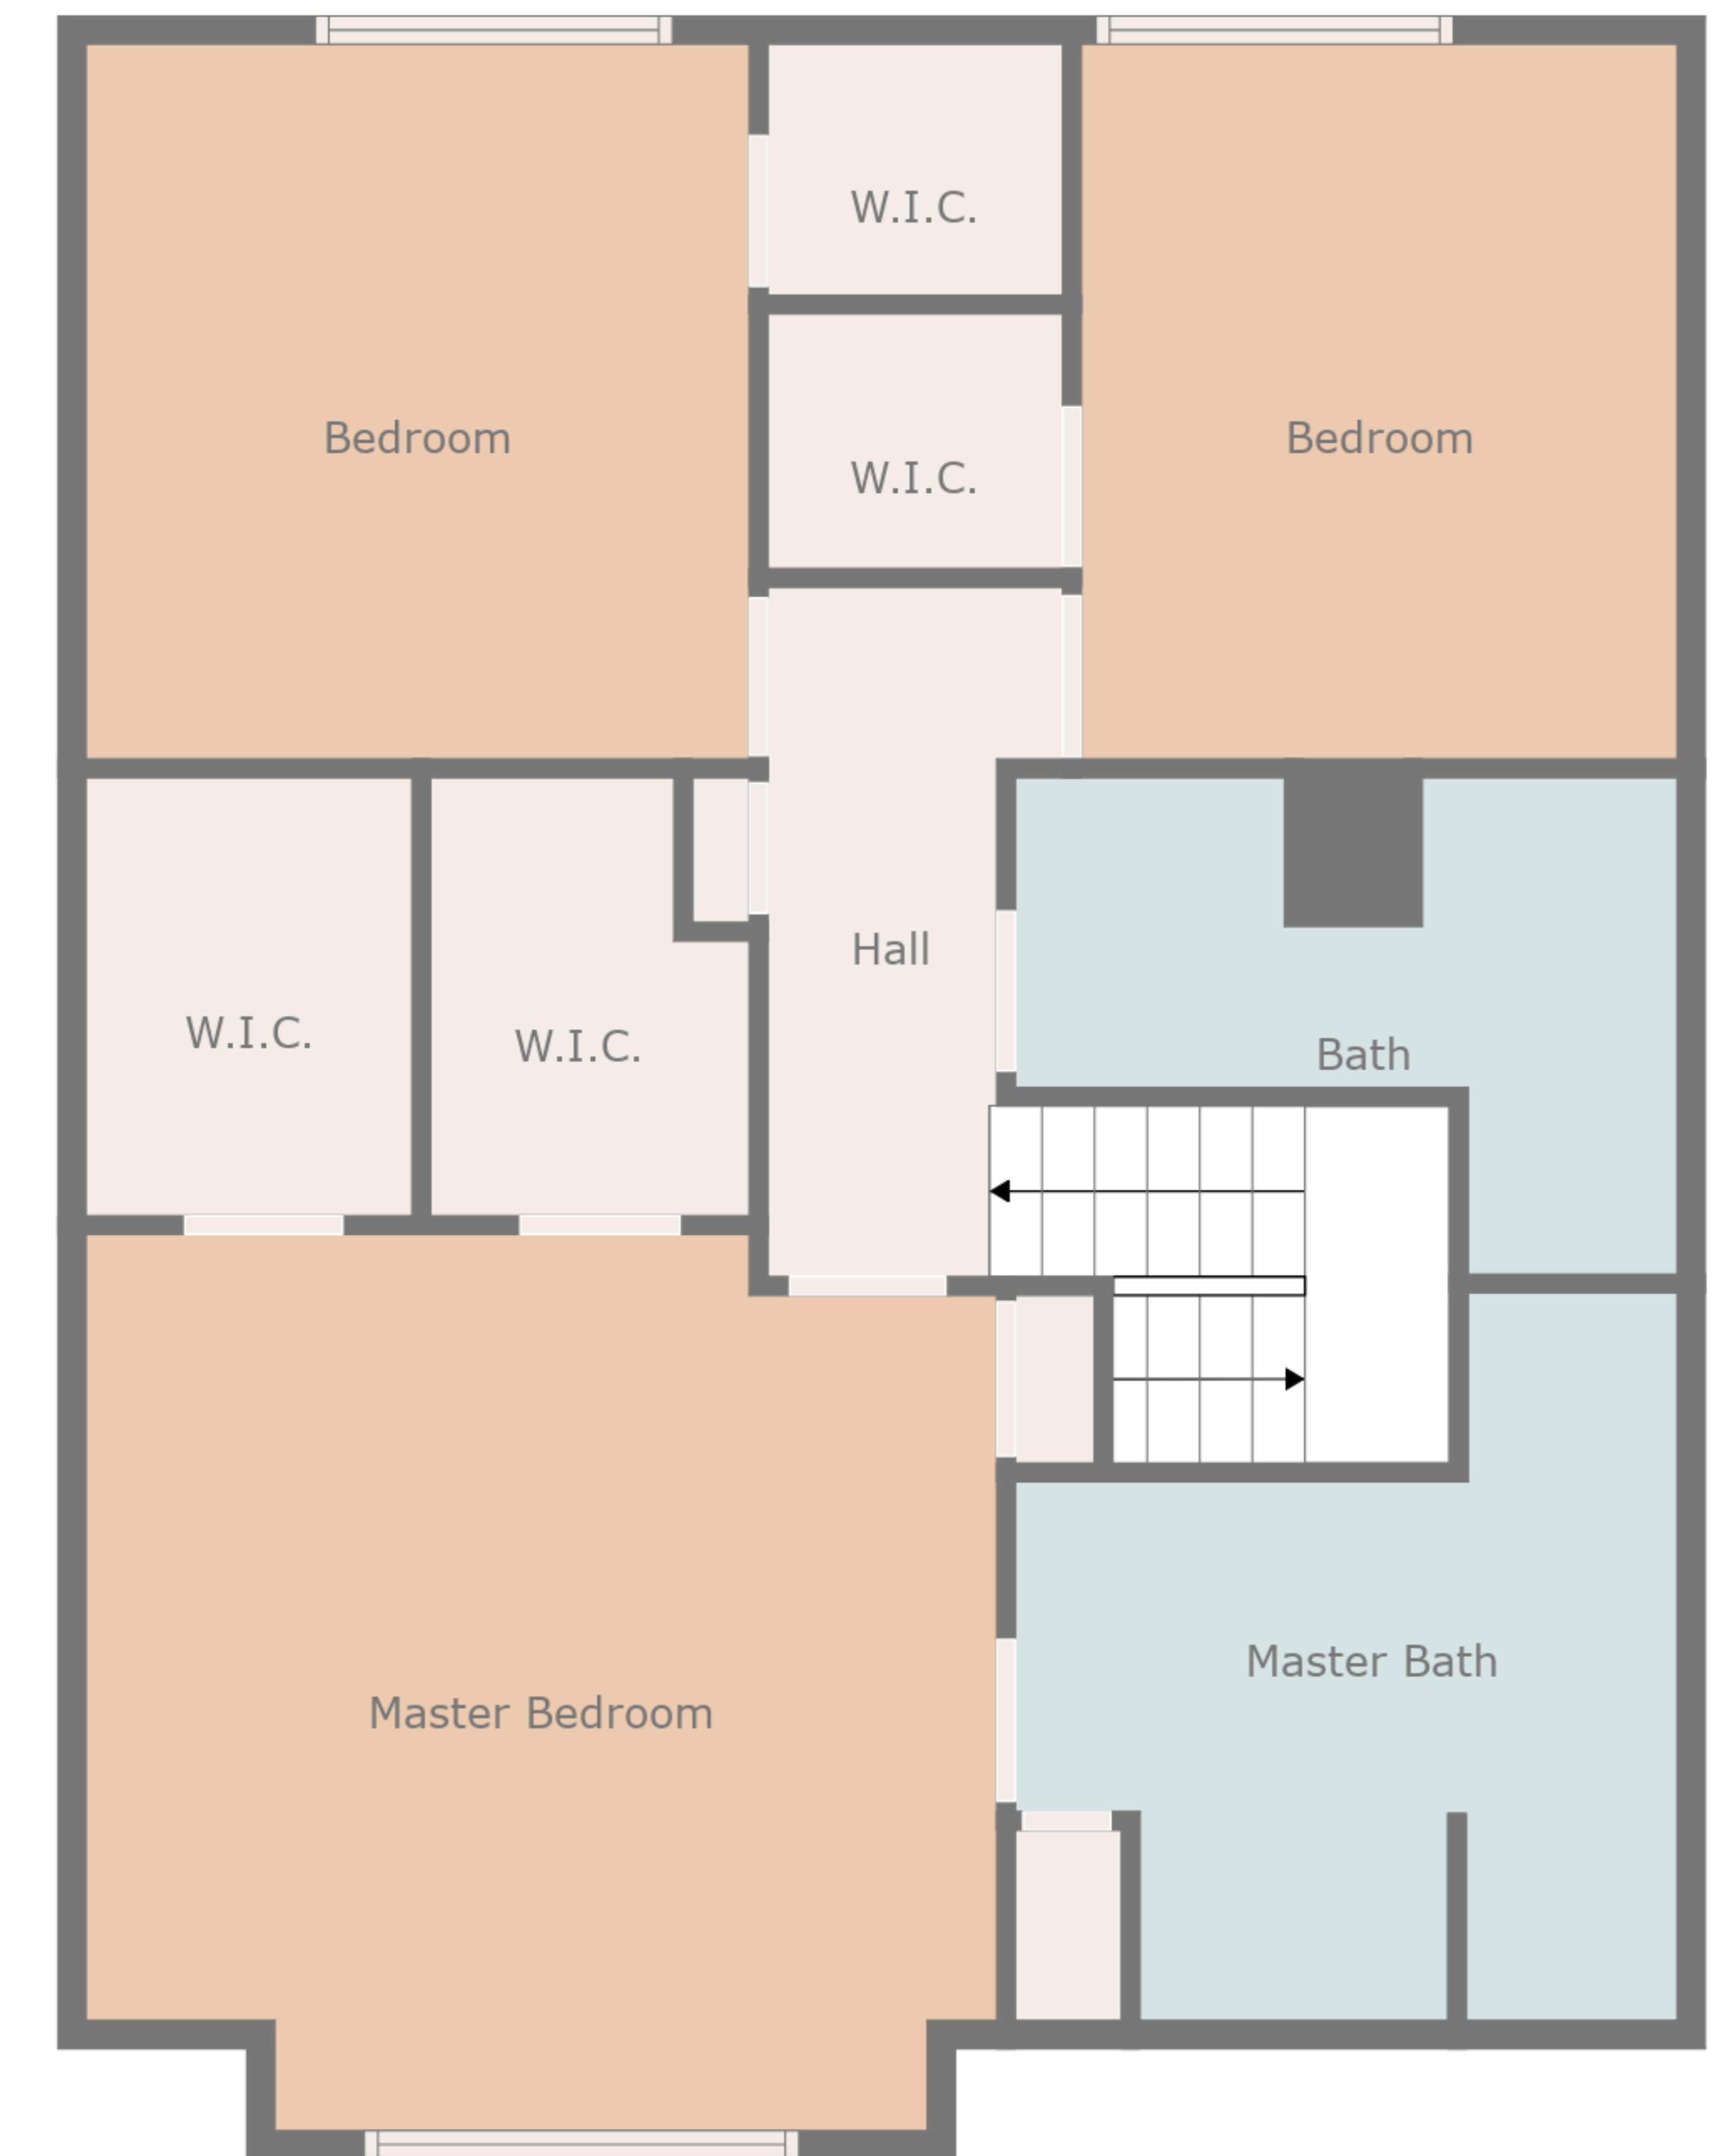 W.I.C.
Bedroom
Bedroom
W.I.C.
Hall
W.I.C.
W.I.C.
Bath
Master Bath
Master Bedroom